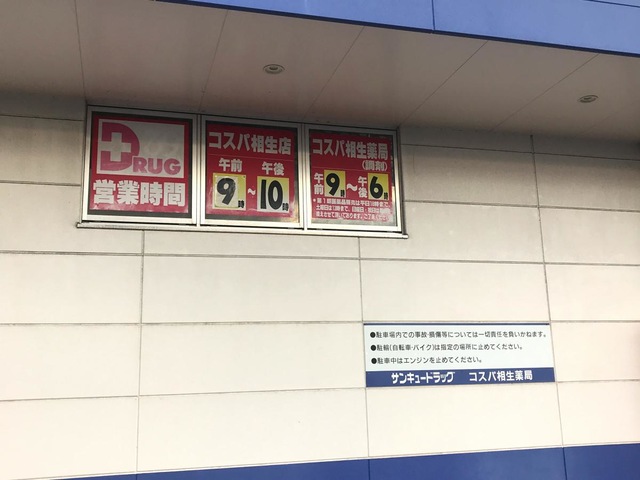 DRUG
営業時間
コスパ相生店
午前 午後
9時～10時
コスパ相生薬局
(調剤)
午前9時～午後6時
●駐車場内での事故・損傷等については一切責任を負いかねます。
●駐輪(自転車・バイク)は指定の場所に止めてください。
●駐車中はエンジンを止めてください。
サンキュードラッグ コスパ相生薬局